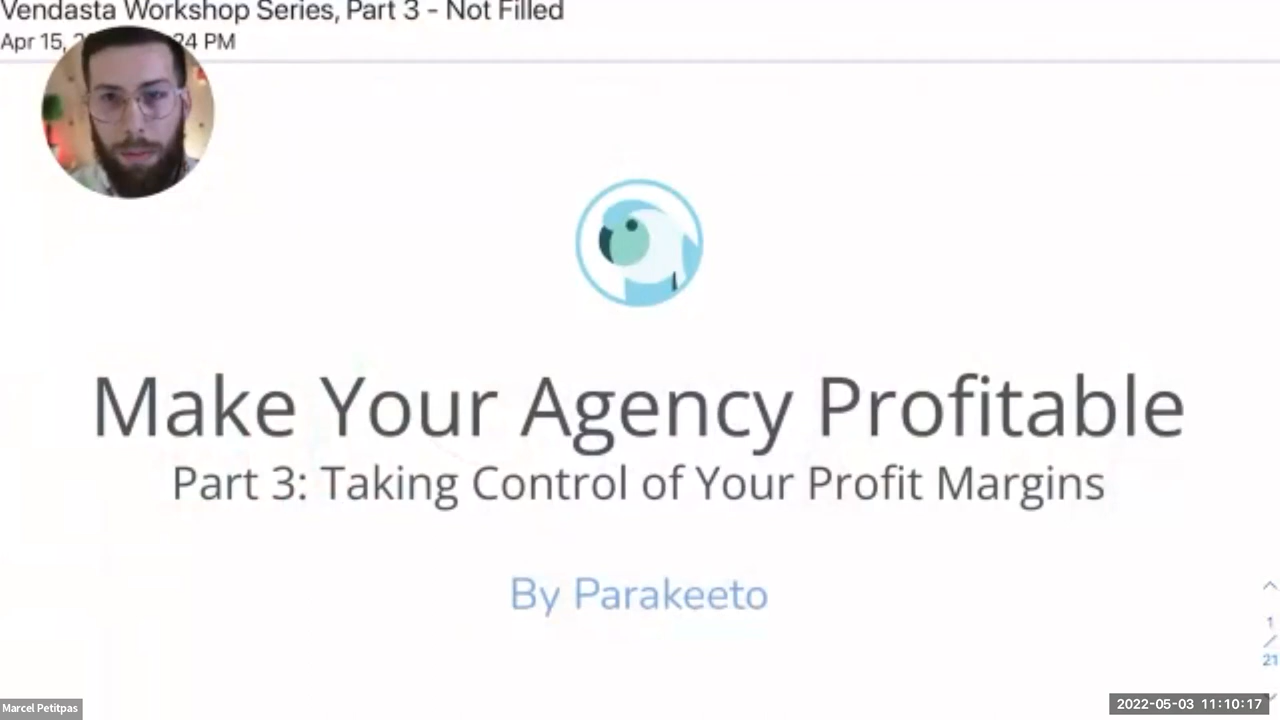 Vendasta Workshop Series, Part 3 - Not Filled
Apr 15, 24 PM
Make Your Agency Profitable
Part 3: Taking Control of Your Profit Margins
By Parakeeto
1
/
21
Marcel Petitpas
2022-05-03 11:10:17